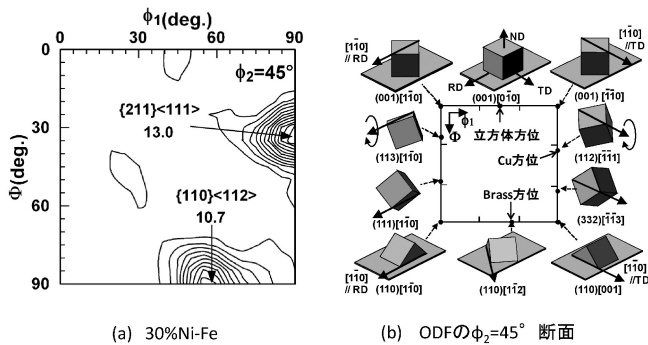 (a)
ϕ₁(deg.)
0 30 60 90
Φ(deg.)
0
30
60
90
ϕ₂=45°
{211}<111>
13.0
{110}<112>
10.7
(a) 30%Ni-Fe
(b)
[11̄0]
//RD
(001)[11̄0]
ND
RD
TD
(001)[01̄0]
[11̄0]
//TD
(001)[1̄1̄0]
ϕ₁
Φ
立方体方位
Cu方位
Brass方位
(113)[11̄0]
(112)[1̄1̄1]
(111)[11̄0]
(332)[1̄1̄3]
[11̄0]
// RD
(110)[11̄0]
(110)[11̄2]
(110)[001]
[11̄0]
//TD
(b) ODFのϕ₂=45° 断面